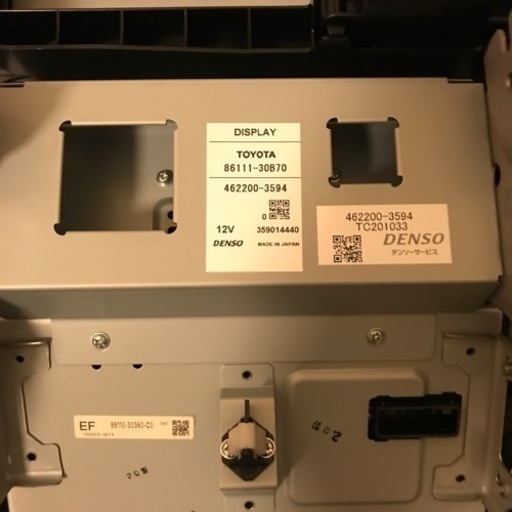 DISPLAY
TOYOTA
86111-30B70
462200-3594
0
12V 359014440
DENSO MADE IN JAPAN
462200-3594
TC201033
DENSO
デンソーサービス
EF